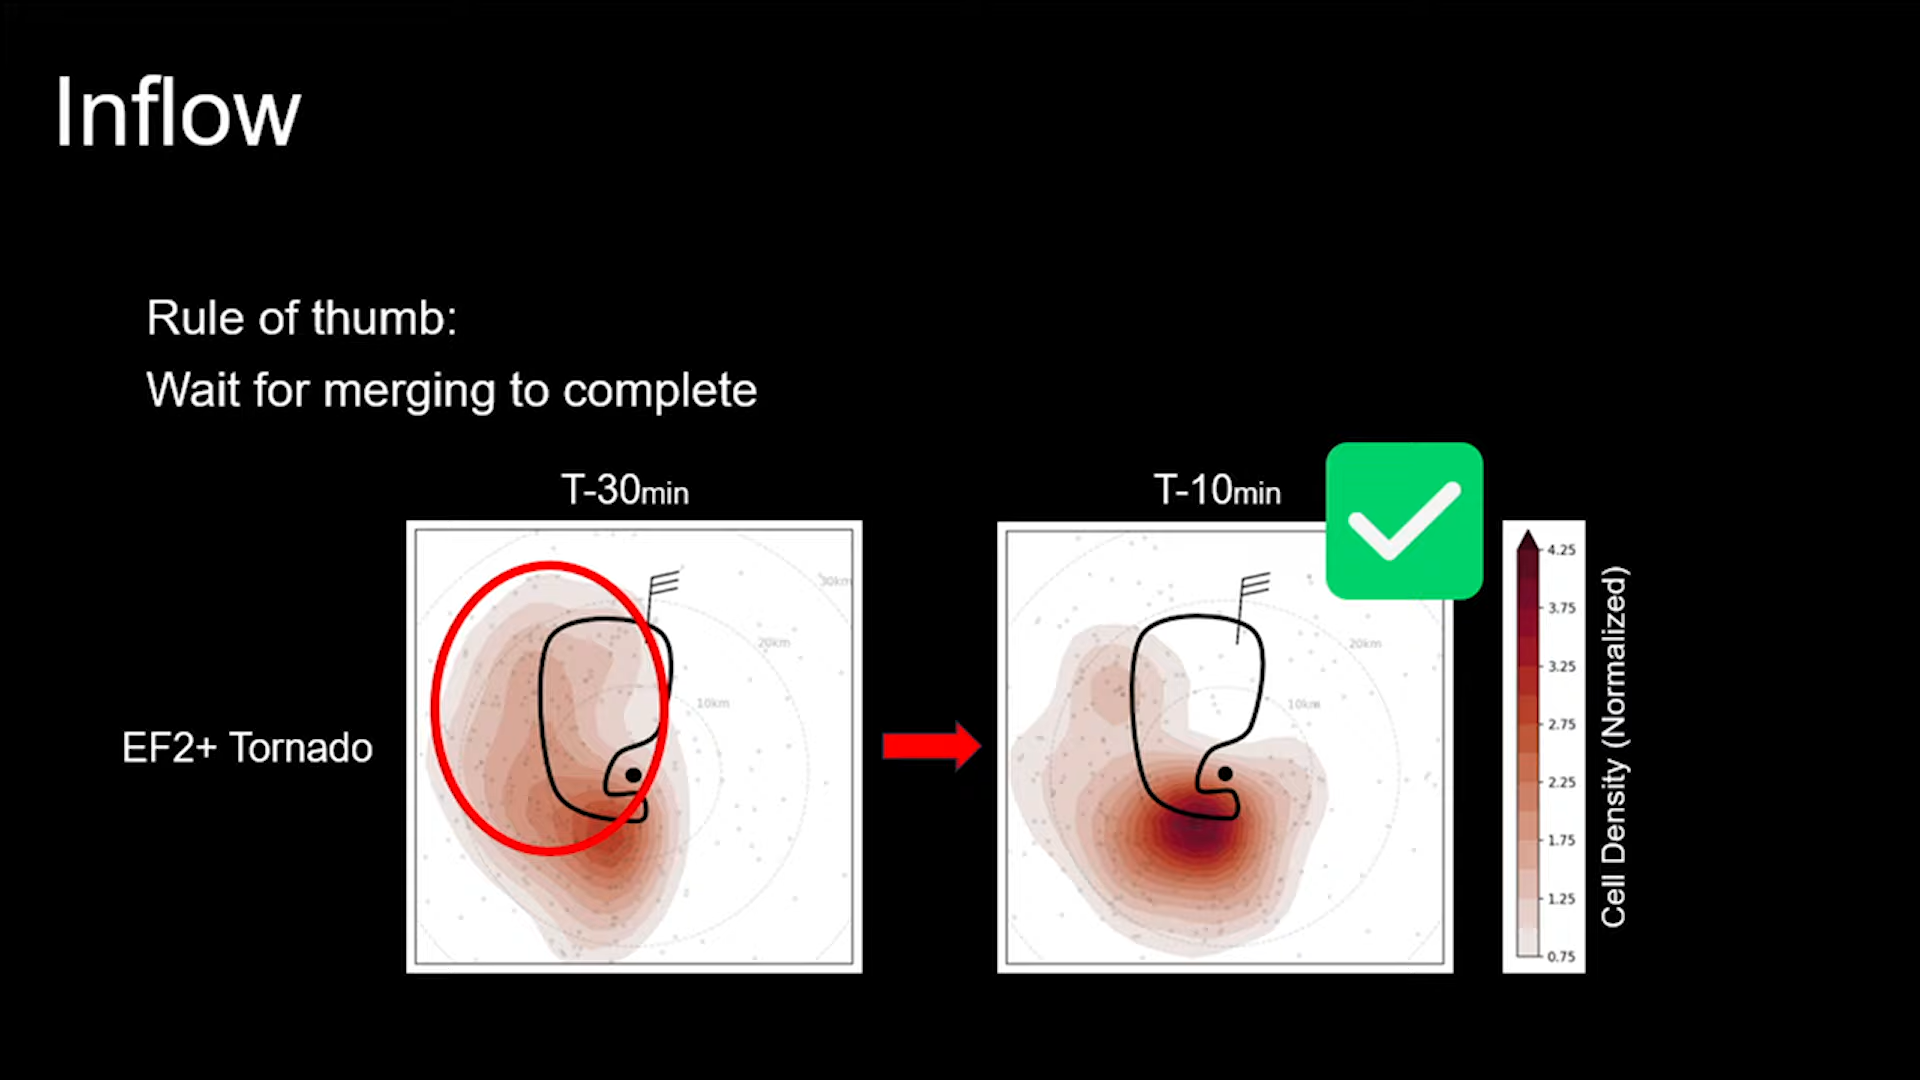 Inflow
Rule of thumb:
Wait for merging to complete
T-30min
T-10min
EF2+ Tornado
30km
20km
10km
20km
10km
4.25
3.75
3.25
2.75
2.25
1.75
1.25
0.75
Cell Density (Normalized)